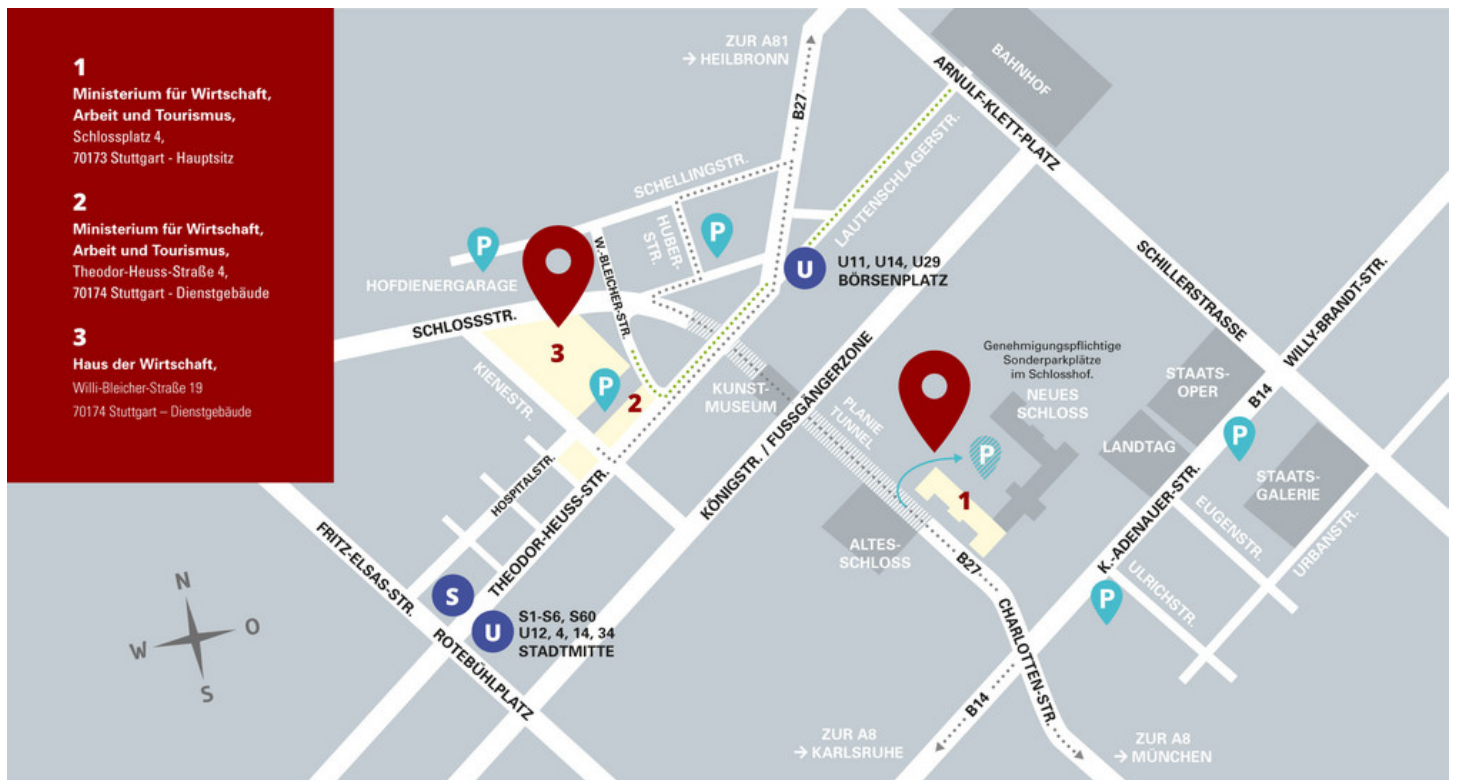 1
Ministerium für Wirtschaft,
Arbeit und Tourismus,
Schlossplatz 4,
70173 Stuttgart - Hauptsitz
2
Ministerium für Wirtschaft,
Arbeit und Tourismus,
Theodor-Heuss-Straße 4,
70174 Stuttgart - Dienstgebäude
3
Haus der Wirtschaft,
Willi-Bleicher-Straße 19
70174 Stuttgart – Dienstgebäude
ZUR A81
→ HEILBRONN
B27
BAHNHOF
ARNULF-KLETT-PLATZ
SCHELLINGSTR.
LAUTENSCHLAGERSTR.
HUBER-
STR.
P
P
W.-BLEICHER-STR.
HOFDIENERGARAGE
U
U11, U14, U29
BÖRSENPLATZ
SCHILLERSTRASSE
WILLY-BRANDT-STR.
SCHLOSSSTR.
3
KIENESTR.
P
2
KUNST-
MUSEUM
PLANIE
TUNNEL
KÖNIGSTR. / FUSSGÄNGERZONE
Genehmigungspflichtige
Sonderparkplätze
im Schlosshof.
NEUES
SCHLOSS
P
1
STAATS-
OPER
B14
P
LANDTAG
STAATS-
GALERIE
HOSPITALSTR.
THEODOR-HEUSS-STR.
FRITZ-ELSAS-STR.
ALTES-
SCHLOSS
B27
CHARLOTTEN-STR.
K.-ADENAUER-STR.
EUGENSTR.
URBANSTR.
ULRICHSTR.
P
S
U
S1-S6, S60
U12, 4, 14, 34
STADTMITTE
ROTEBÜHLPLATZ
N
O
W
S
B14
ZUR A8
→ KARLSRUHE
ZUR A8
→ MÜNCHEN